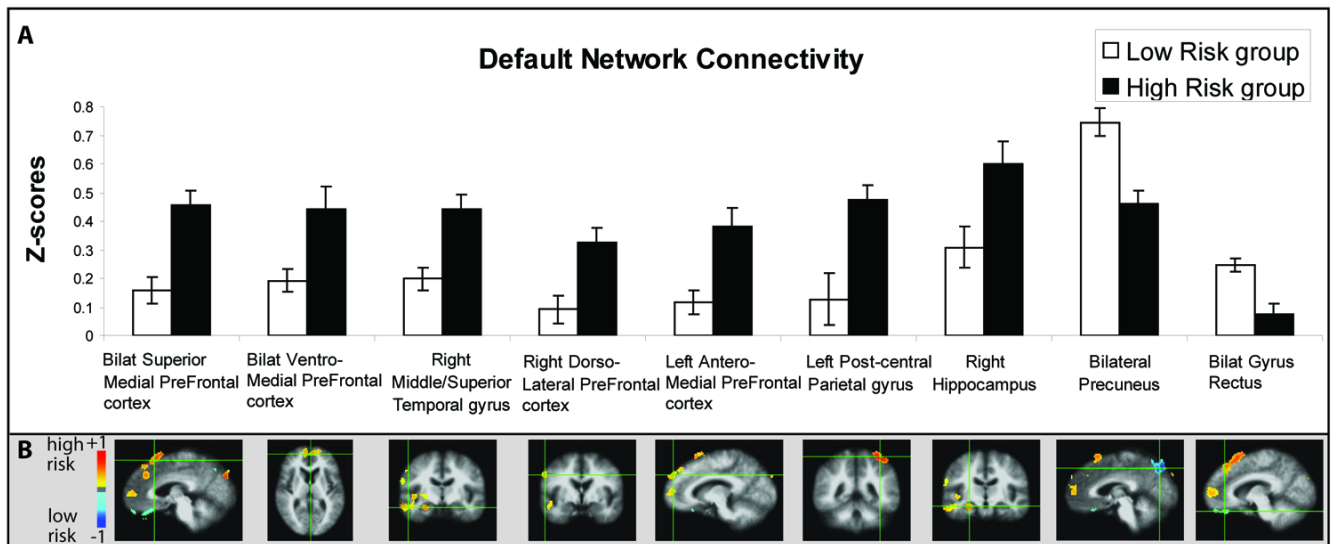 A
Default Network Connectivity
Low Risk group
High Risk group
Z-scores
0.8
0.7
0.6
0.5
0.4
0.3
0.2
0.1
0
Bilat Superior
Medial PreFrontal
cortex
Bilat Ventro-
Medial PreFrontal
cortex
Right
Middle/Superior
Temporal gyrus
Right Dorso-
Lateral PreFrontal
cortex
Left Antero-
Medial PreFrontal
cortex
Left Post-central
Parietal gyrus
Right
Hippocampus
Bilateral
Precuneus
Bilat Gyrus
Rectus
B
high +1
risk
low
risk -1